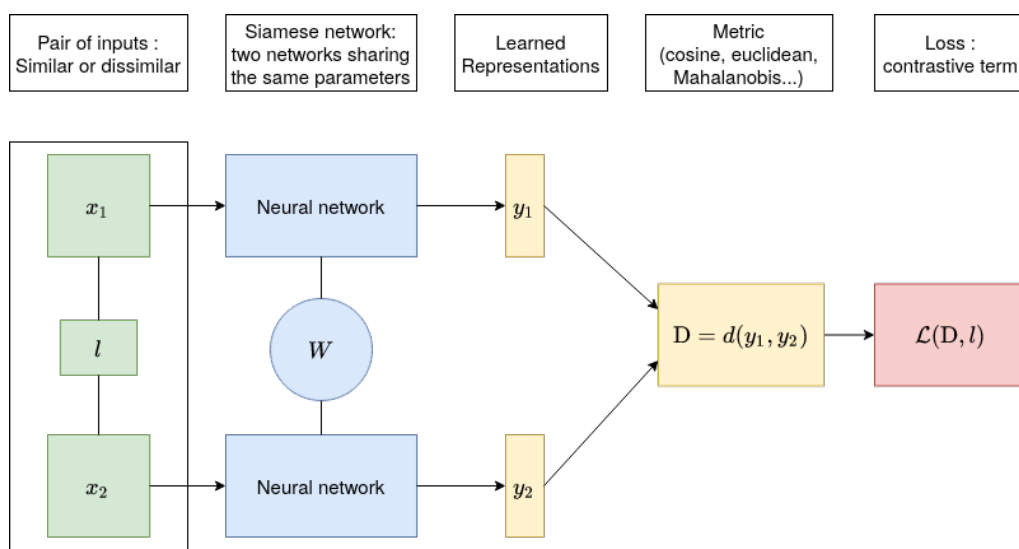 Pair of inputs :
Similar or dissimilar
Siamese network:
two networks sharing
the same parameters
Learned
Representations
Metric
(cosine, euclidean,
Mahalanobis...)
Loss :
contrastive term
x₁
Neural network
y₁
l
W
D = d(y₁, y₂)
ℒ(D, l)
x₂
Neural network
y₂